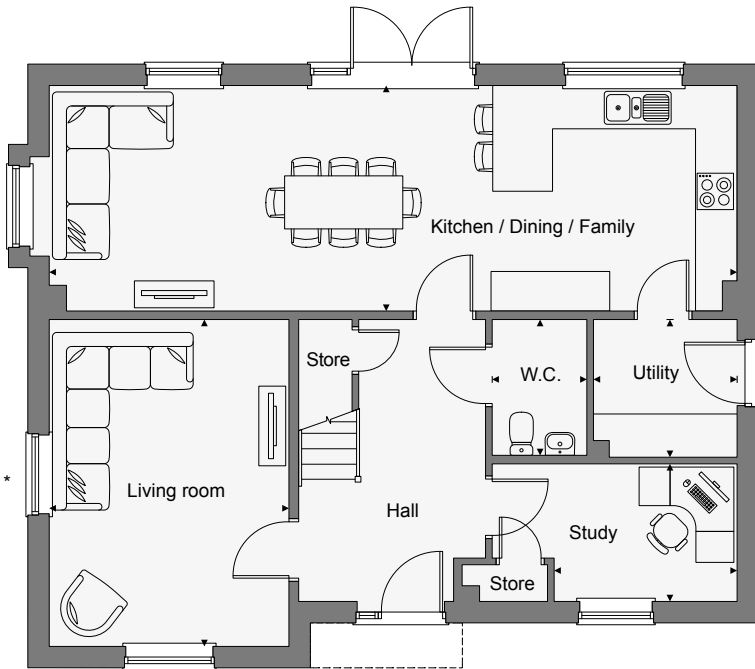 Kitchen / Dining / Family
Store
W.C.
Utility
*
Living room
Hall
Study
Store